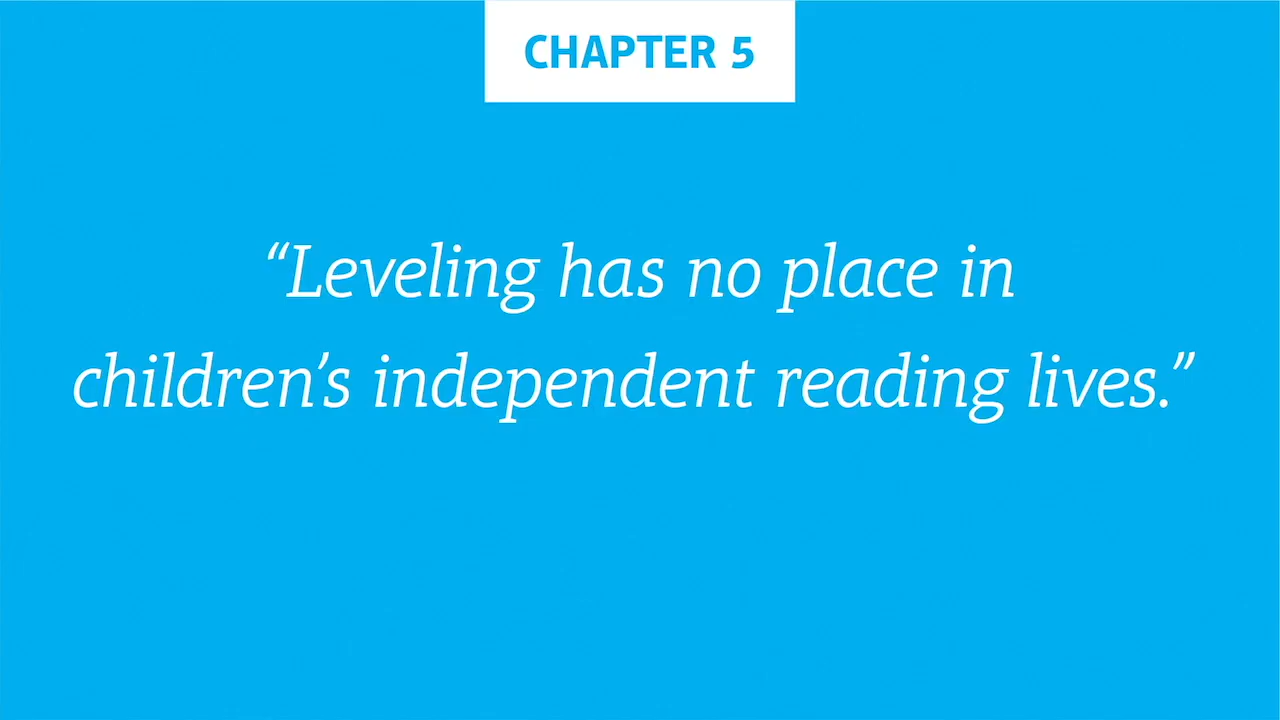 CHAPTER 5
“Leveling has no place in
children’s independent reading lives.”